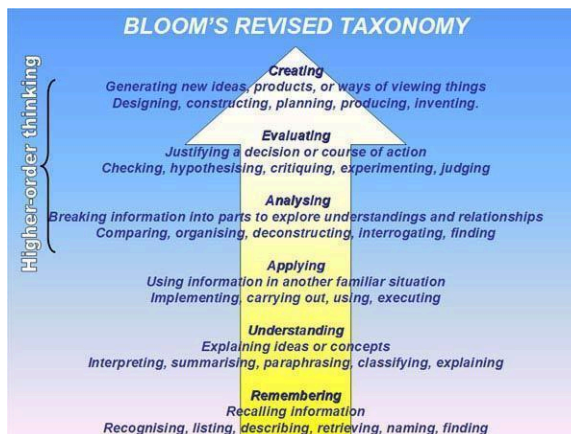 BLOOM'S REVISED TAXONOMY
Higher-order thinking
Creating
Generating new ideas, products, or ways of viewing things
Designing, constructing, planning, producing, inventing.
Evaluating
Justifying a decision or course of action
Checking, hypothesising, critiquing, experimenting, judging
Analysing
Breaking information into parts to explore understandings and relationships
Comparing, organising, deconstructing, interrogating, finding
Applying
Using information in another familiar situation
Implementing, carrying out, using, executing
Understanding
Explaining ideas or concepts
Interpreting, summarising, paraphrasing, classifying, explaining
Remembering
Recalling information
Recognising, listing, describing, retrieving, naming, finding